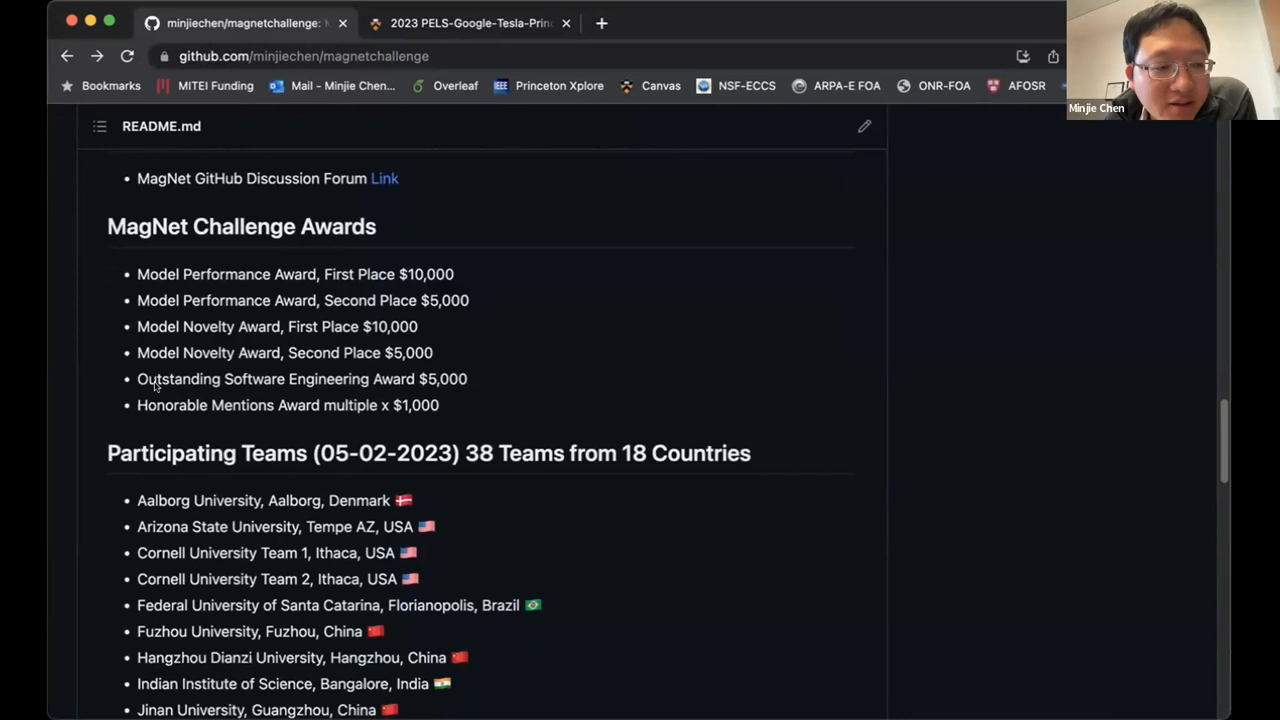 minjiechen/magnetchallenge:
2023 PELS-Google-Tesla-Prin
github.com/minjiechen/magnetchallenge
Bookmarks
MITEI Funding
Mail - Minjie Chen...
Overleaf
Princeton Xplore
Canvas
NSF-ECCS
ARPA-E FOA
ONR-FOA
AFOSR
Minjie Chen
README.md
• MagNet GitHub Discussion Forum Link
MagNet Challenge Awards
• Model Performance Award, First Place $10,000
• Model Performance Award, Second Place $5,000
• Model Novelty Award, First Place $10,000
• Model Novelty Award, Second Place $5,000
• Outstanding Software Engineering Award $5,000
• Honorable Mentions Award multiple x $1,000
Participating Teams (05-02-2023) 38 Teams from 18 Countries
• Aalborg University, Aalborg, Denmark 🇩🇰
• Arizona State University, Tempe AZ, USA 🇺🇸
• Cornell University Team 1, Ithaca, USA 🇺🇸
• Cornell University Team 2, Ithaca, USA 🇺🇸
• Federal University of Santa Catarina, Florianopolis, Brazil 🇧🇷
• Fuzhou University, Fuzhou, China 🇨🇳
• Hangzhou Dianzi University, Hangzhou, China 🇨🇳
• Indian Institute of Science, Bangalore, India 🇮🇳
• Jinan University, Guangzhou, China 🇨🇳